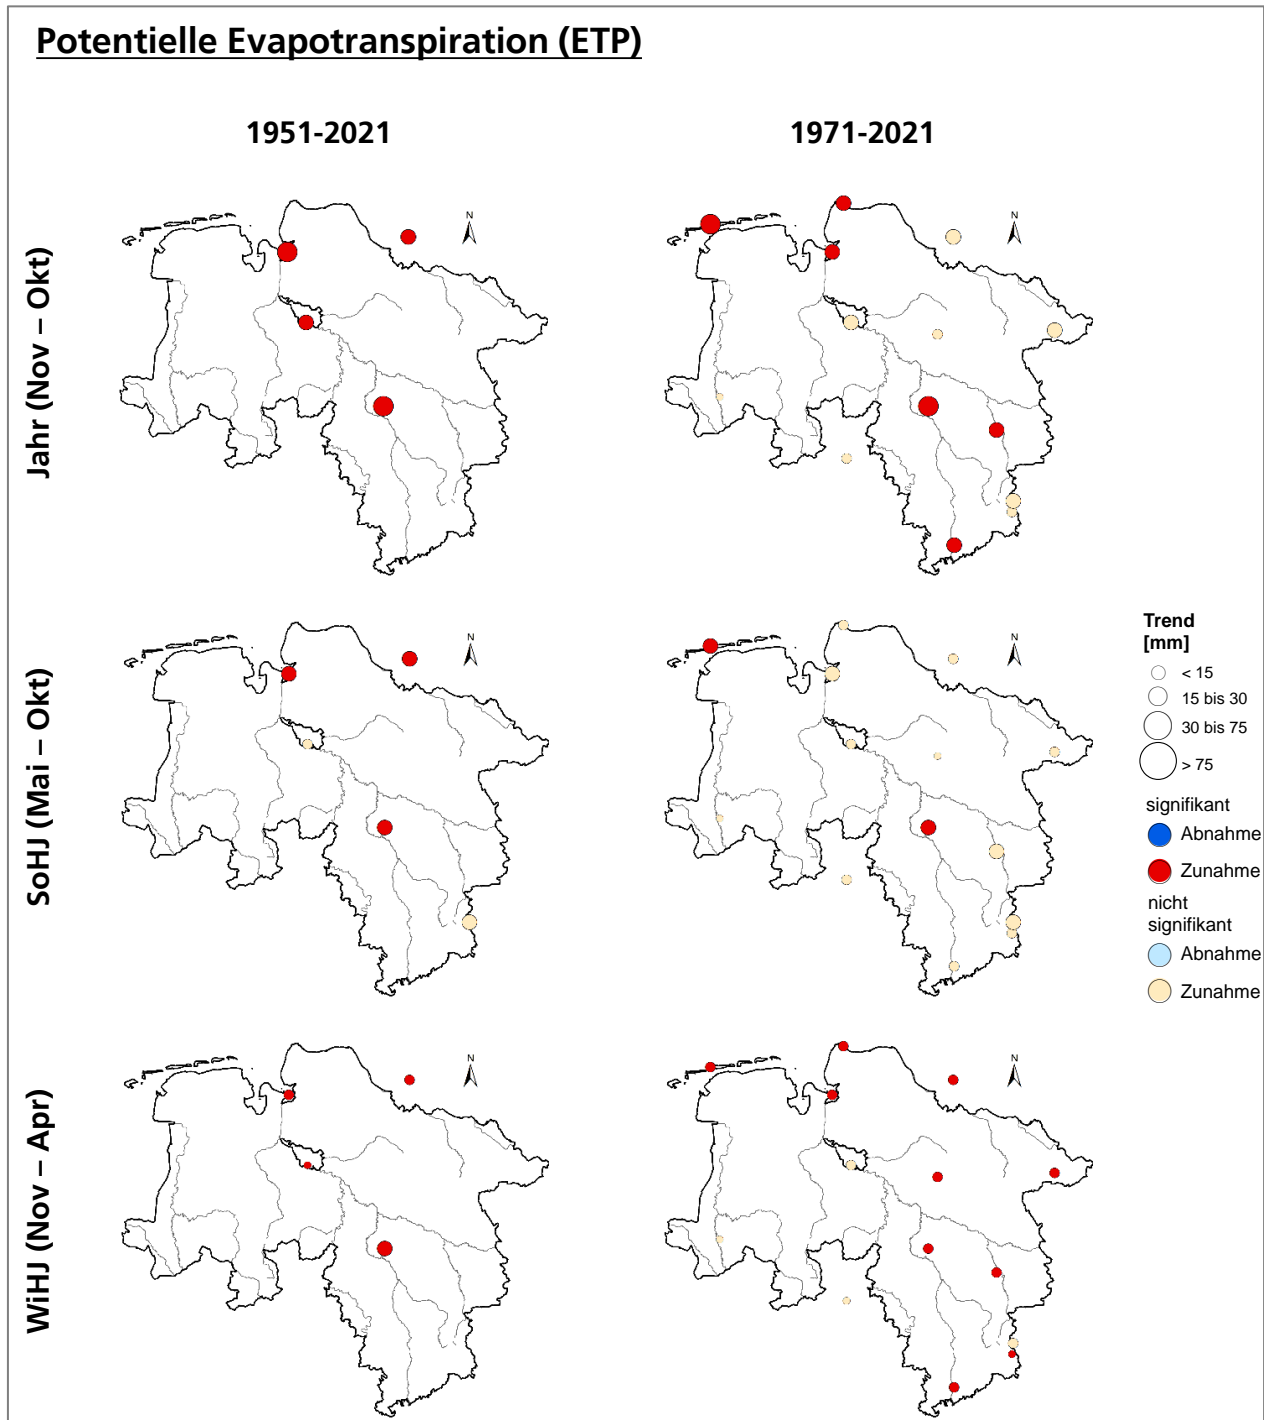 Potentielle Evapotranspiration (ETP)
1951-2021
1971-2021
Jahr (Nov – Okt)
N
N
SoHJ (Mai – Okt)
N
N
Trend
[mm]
< 15
15 bis 30
30 bis 75
> 75
signifikant
Abnahme
Zunahme
nicht
signifikant
Abnahme
Zunahme
WiHJ (Nov – Apr)
N
N